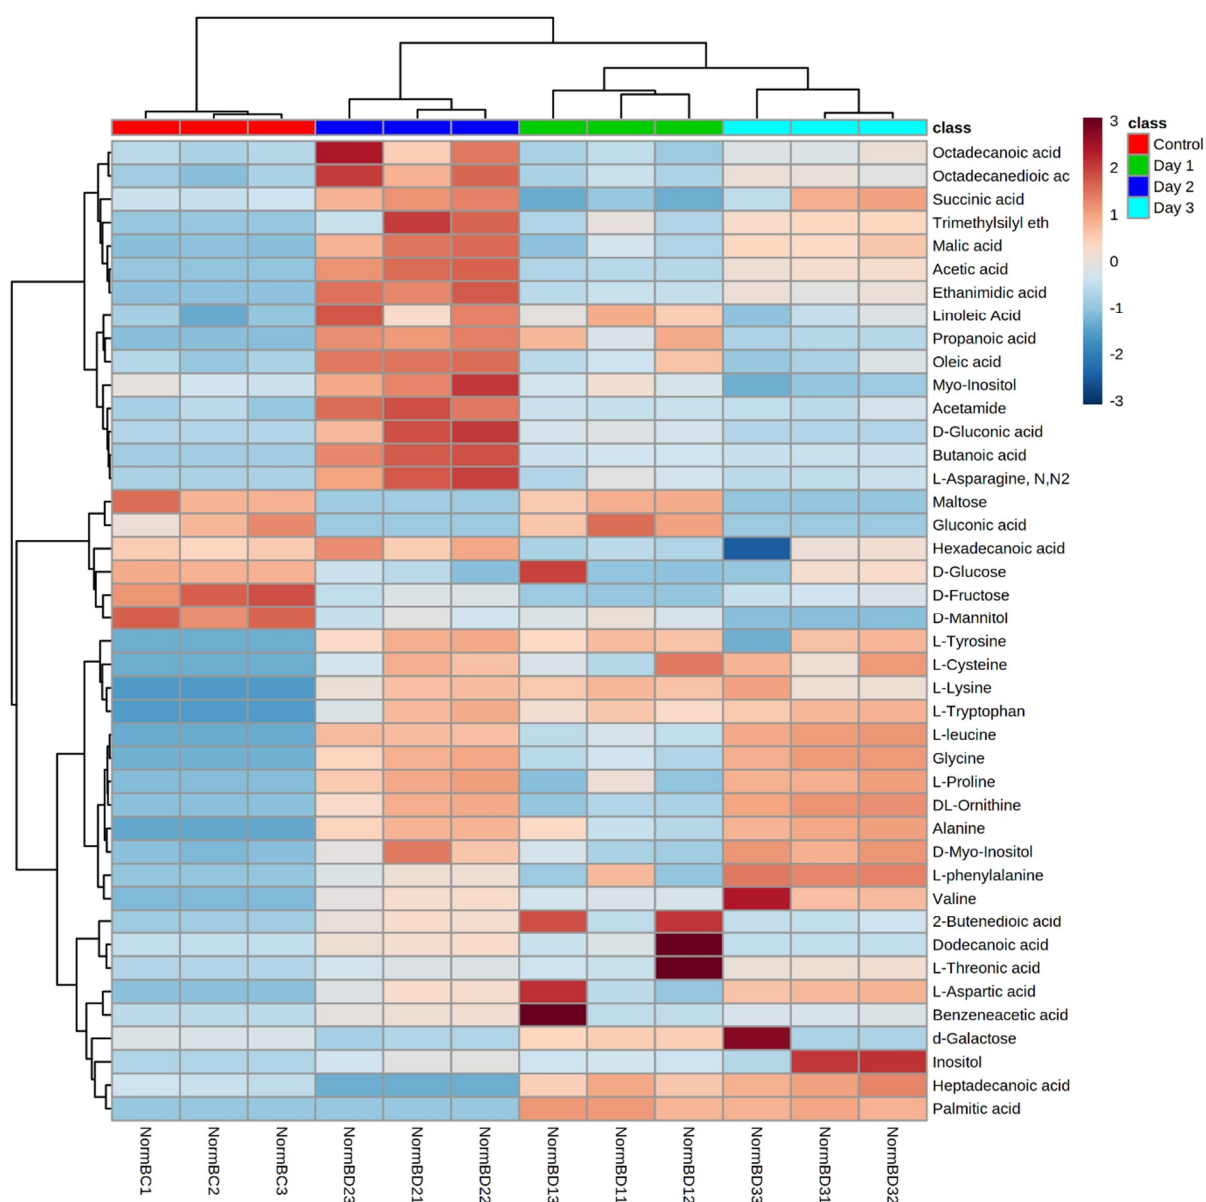 class
Octadecanoic acid
Octadecanedioic ac
Succinic acid
Trimethylsilyl eth
Malic acid
Acetic acid
Ethanimidic acid
Linoleic Acid
Propanoic acid
Oleic acid
Myo-Inositol
Acetamide
D-Gluconic acid
Butanoic acid
L-Asparagine, N,N2
Maltose
Gluconic acid
Hexadecanoic acid
D-Glucose
D-Fructose
D-Mannitol
L-Tyrosine
L-Cysteine
L-Lysine
L-Tryptophan
L-leucine
Glycine
L-Proline
DL-Ornithine
Alanine
D-Myo-Inositol
L-phenylalanine
Valine
2-Butenedioic acid
Dodecanoic acid
L-Threonic acid
L-Aspartic acid
Benzeneacetic acid
d-Galactose
Inositol
Heptadecanoic acid
Palmitic acid
3
2
1
0
-1
-2
-3
class
Control
Day 1
Day 2
Day 3
NormBC1
NormBC2
NormBC3
NormBD23
NormBD21
NormBD22
NormBD13
NormBD11
NormBD12
NormBD33
NormBD31
NormBD32